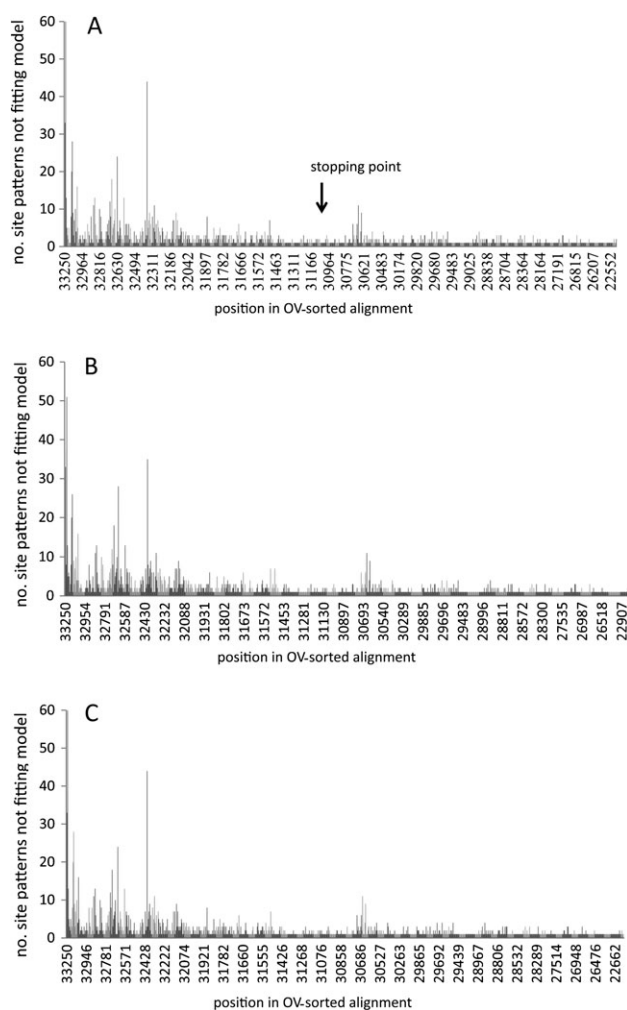 A
no. site patterns not fitting model
60
50
40
30
20
10
0
stopping point
33250 32964 32816 32630 32494 32311 32186 32042 31897 31782 31666 31572 31463 31311 31166 30964 30775 30621 30483 30174 29820 29680 29483 29025 28838 28704 28364 28164 27191 26815 26207 22552
position in OV-sorted alignment
B
no. site patterns not fitting model
60
50
40
30
20
10
0
33250 32954 32791 32587 32430 32232 32088 31931 31802 31673 31572 31453 31281 31130 30897 30693 30540 30289 29885 29696 29483 28996 28811 28572 28300 27535 26987 26518 22907
position in OV-sorted alignment
C
no. site patterns not fitting model
60
50
40
30
20
10
0
33250 32946 32781 32571 32428 32222 32074 31921 31782 31660 31555 31426 31268 31076 30858 30686 30527 30263 29865 29692 29439 28967 28806 28532 28289 27514 26948 26476 22662
position in OV-sorted alignment